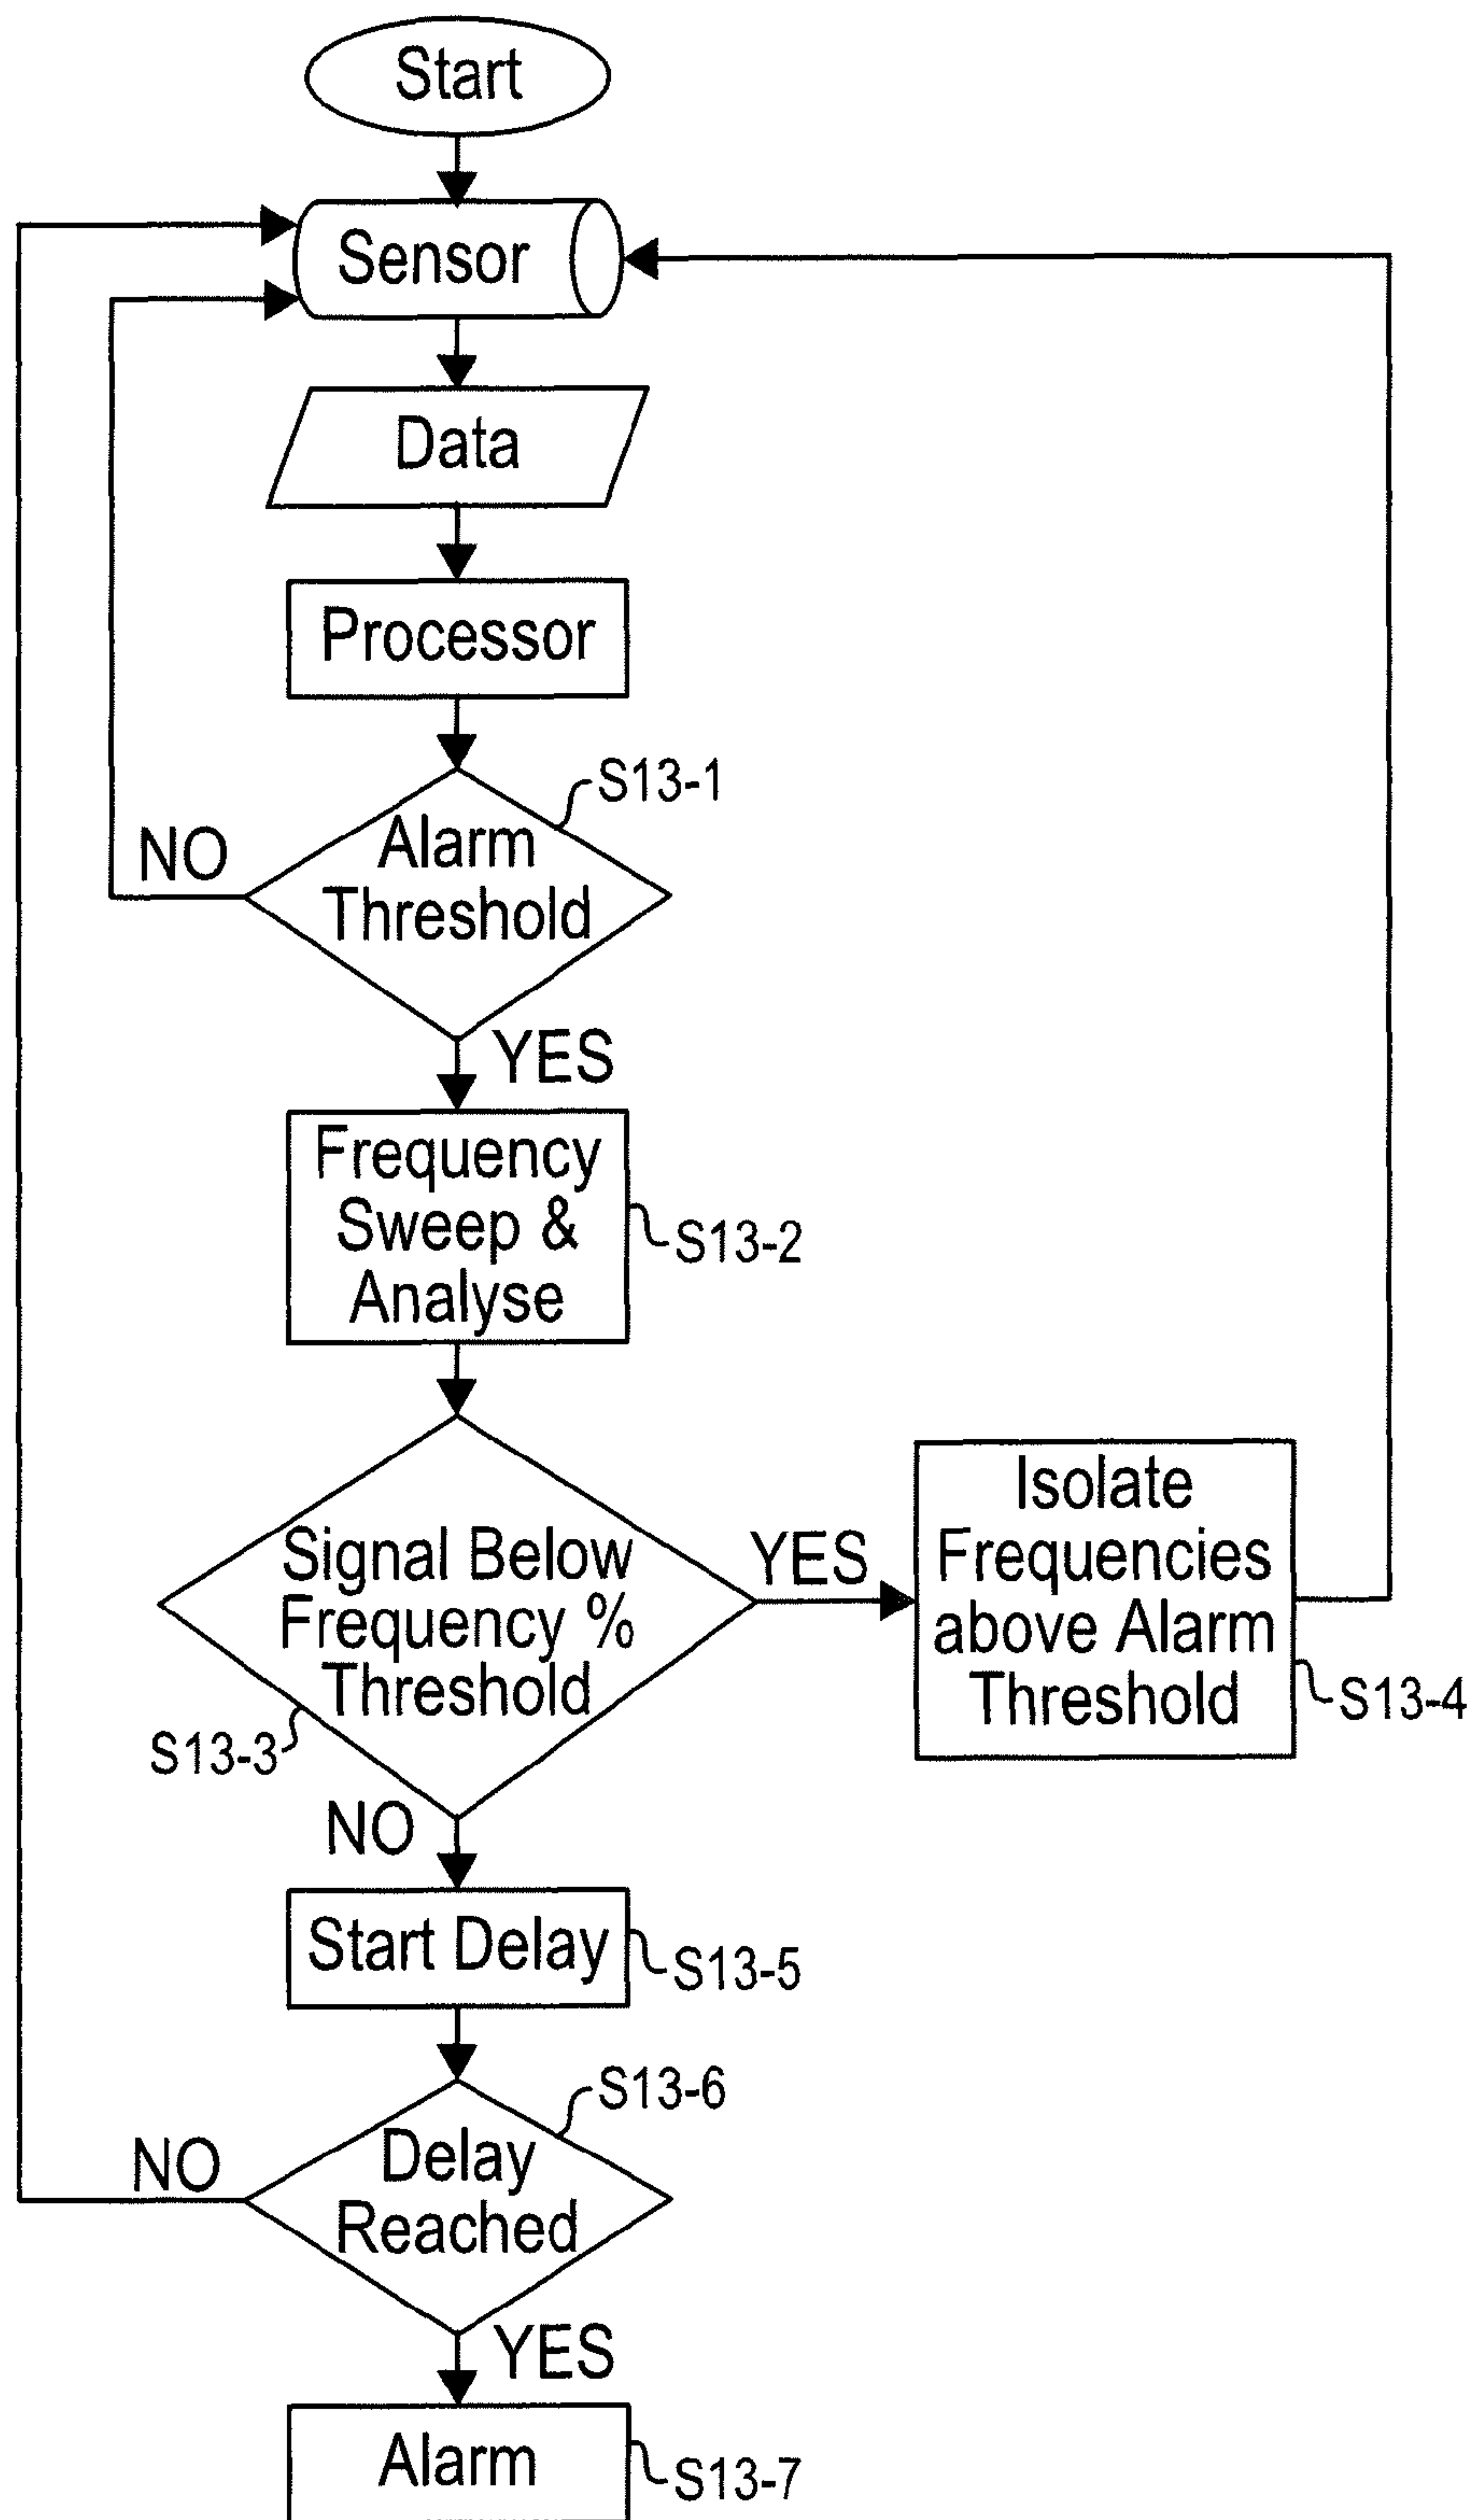 Start
Sensor
Data
Processor
S13-1
Alarm
Threshold
NO
YES
Frequency
Sweep &
Analyse
S13-2
Signal Below
Frequency %
Threshold
S13-3
YES
Isolate
Frequencies
above Alarm
Threshold
S13-4
NO
Start Delay
S13-5
S13-6
Delay
Reached
NO
YES
Alarm
S13-7